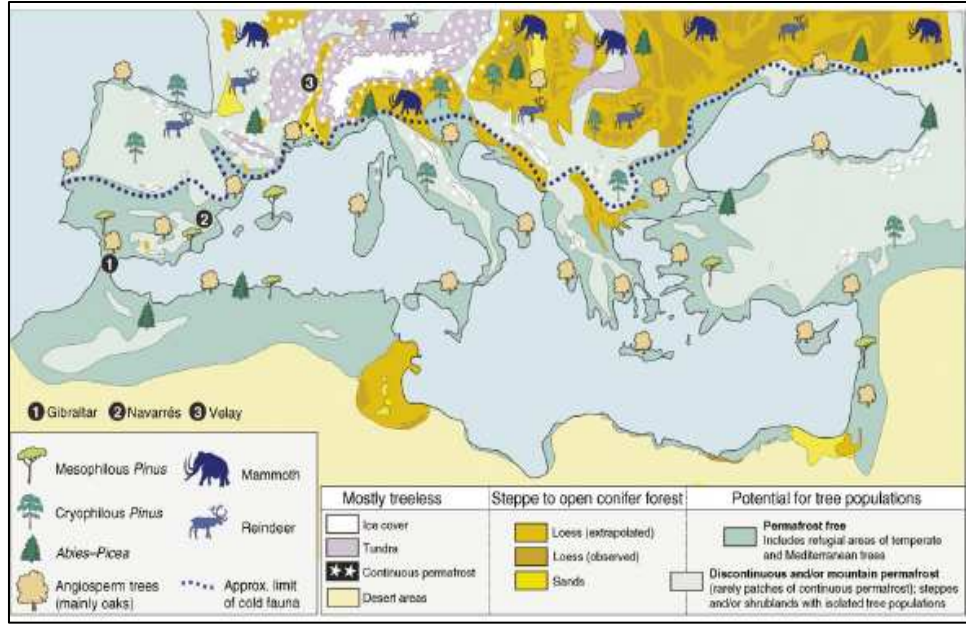 3
2
1
1 Gibraltar 2 Navarrés 3 Velay
Mesophilous Pinus
Mammoth
Cryophilous Pinus
Reindeer
Abies–Picea
Angiosperm trees
(mainly oaks)
Approx. limit
of cold fauna
Mostly treeless
Ice cover
Tundra
Continuous permafrost
Desert areas
Steppe to open conifer forest
Loess (extrapolated)
Loess (observed)
Sands
Potential for tree populations
Permafrost free
Includes refugial areas of temperate
and Mediterranean trees
Discontinuous and/or mountain permafrost
(rarely patches of continuous permafrost); steppes
and/or shrublands with isolated tree populations